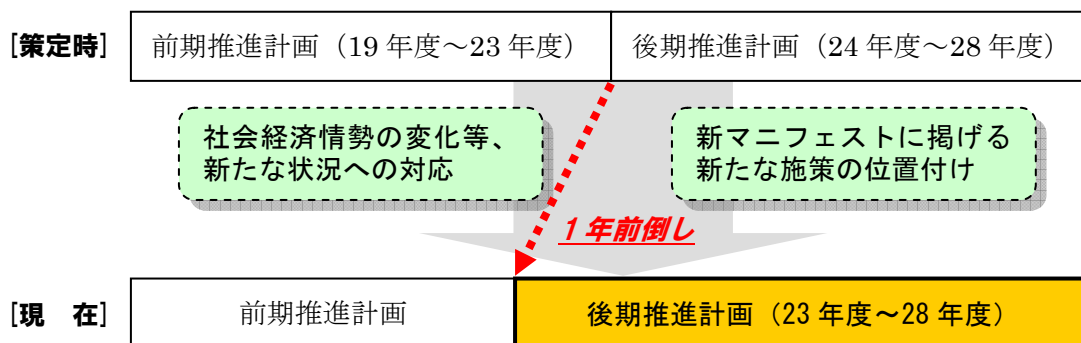 [策定時] 前期推進計画（19 年度～23 年度） 後期推進計画（24 年度～28 年度）
社会経済情勢の変化等、
新たな状況への対応
新マニフェストに掲げる
新たな施策の位置付け
1 年前倒し
[現　在] 前期推進計画 後期推進計画（23 年度～28 年度）